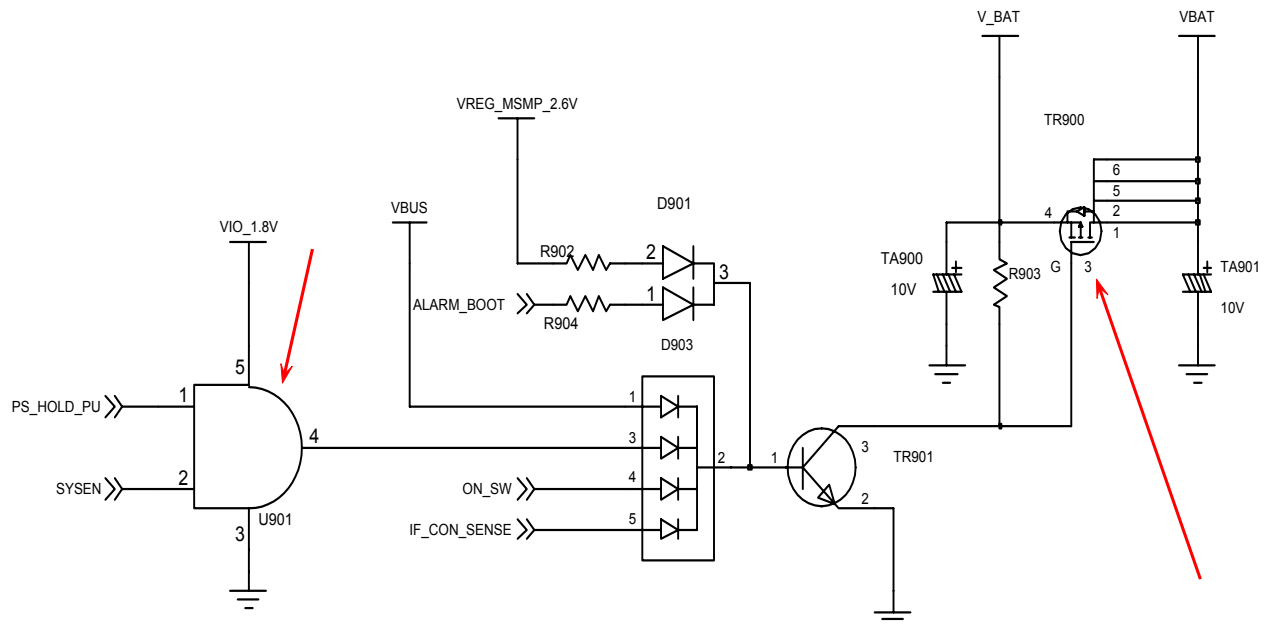 V_BAT
VBAT
VREG_MSMP_2.6V
TR900
6
5
2
1
4
G
3
VBUS
D901
VIO_1.8V
R902
2
3
TA900
10V
R903
TA901
10V
ALARM_BOOT
1
R904
D903
5
1
PS_HOLD_PU
1
4
3
2
1
3
TR901
2
SYSEN
ON_SW
4
2
U901
IF_CON_SENSE
5
3